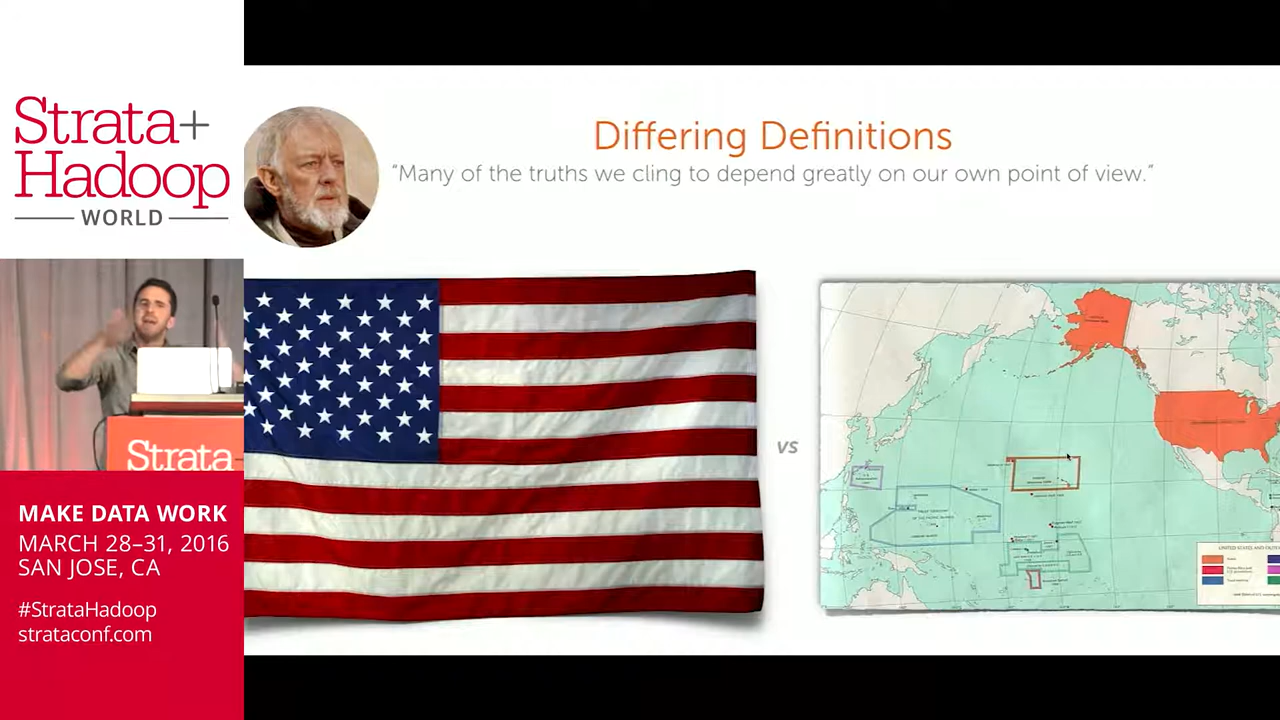 Strata+
Hadoop
WORLD
Differing Definitions
“Many of the truths we cling to depend greatly on our own point of view.”
vs
Strata
MAKE DATA WORK
MARCH 28–31, 2016
SAN JOSE, CA
#StrataHadoop
strataconf.com